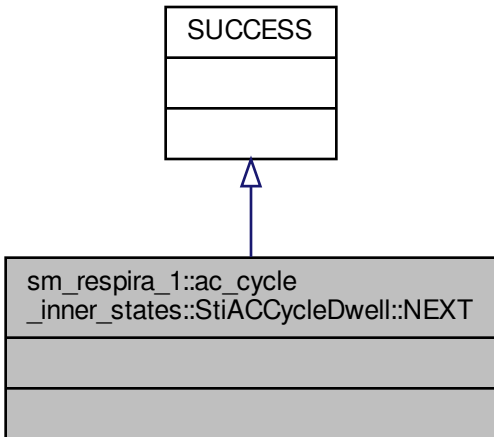 SUCCESS
sm_respira_1::ac_cycle
_inner_states::StiACCycleDwell::NEXT